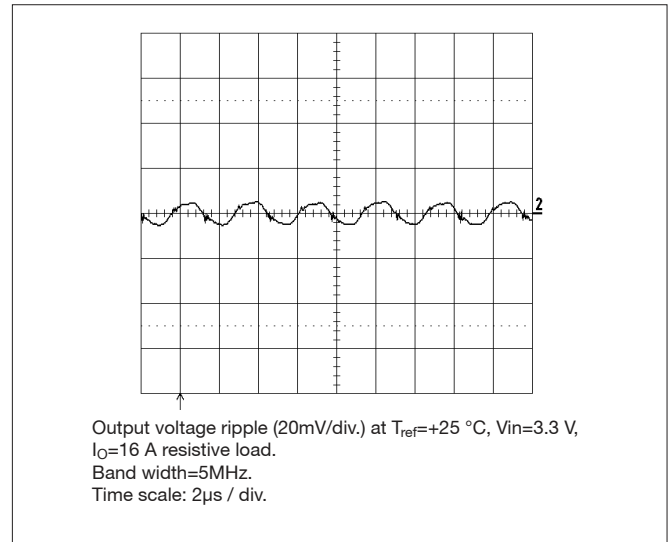 2
Output voltage ripple (20mV/div.) at Tref=+25 °C, Vin=3.3 V,
IO=16 A resistive load.
Band width=5MHz.
Time scale: 2µs / div.